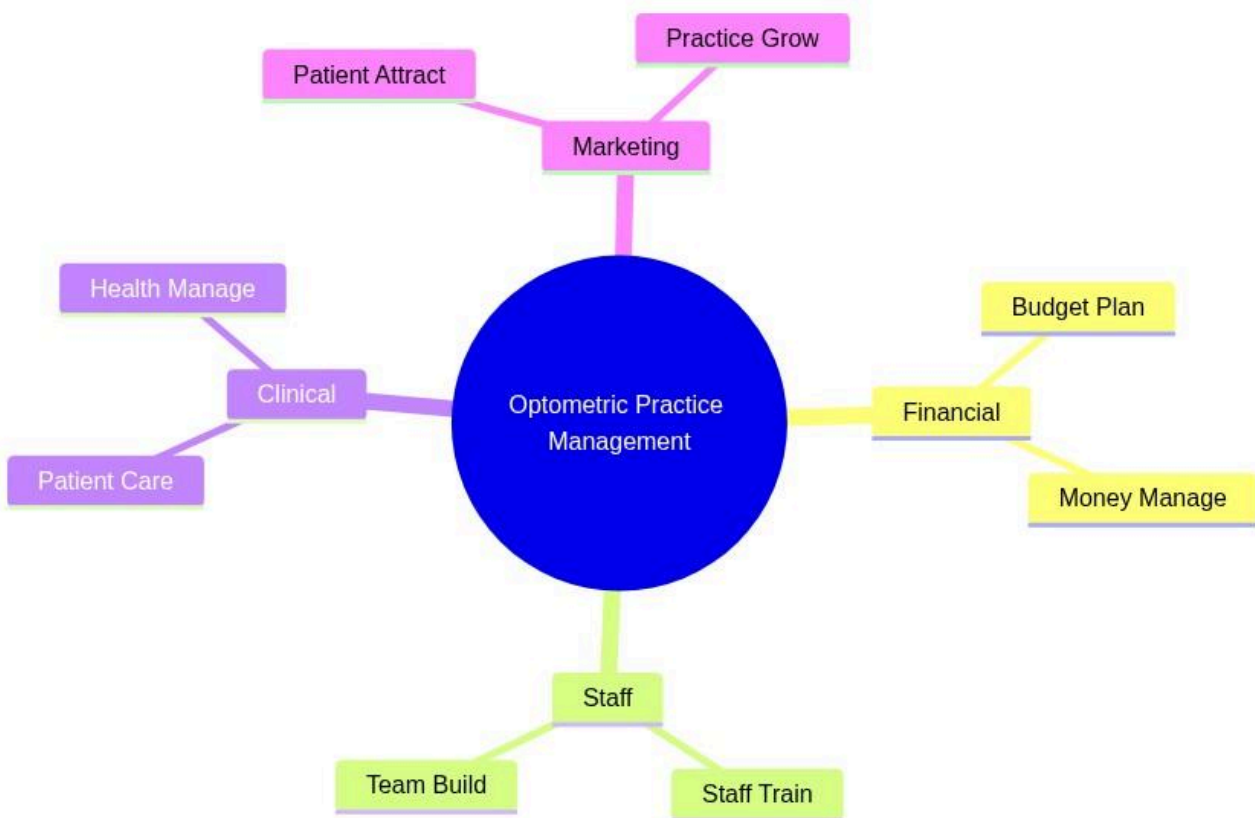 Practice Grow
Patient Attract
Marketing
Health Manage
Budget Plan
Clinical
Optometric Practice
Management
Financial
Patient Care
Money Manage
Staff
Team Build
Staff Train